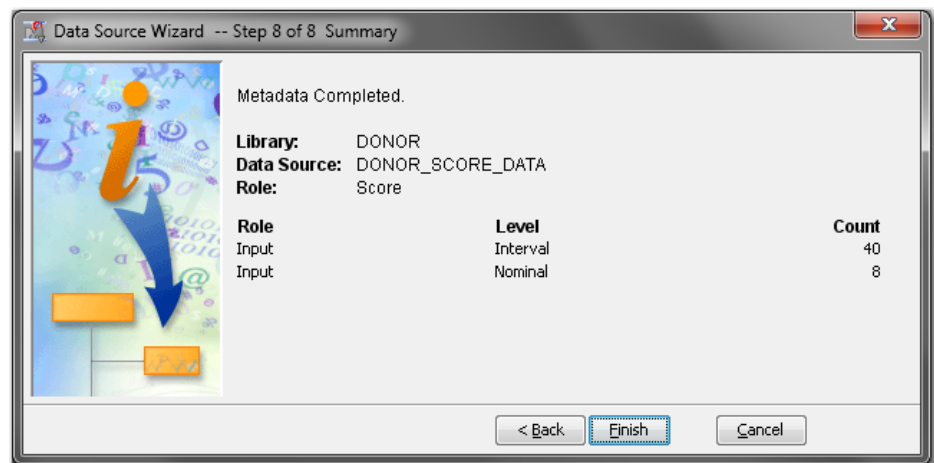 Data Source Wizard -- Step 8 of 8 Summary
Metadata Completed.
Library: DONOR
Data Source: DONOR_SCORE_DATA
Role: Score
Role Level Count
Input Interval 40
Input Nominal 8
< Back Finish Cancel